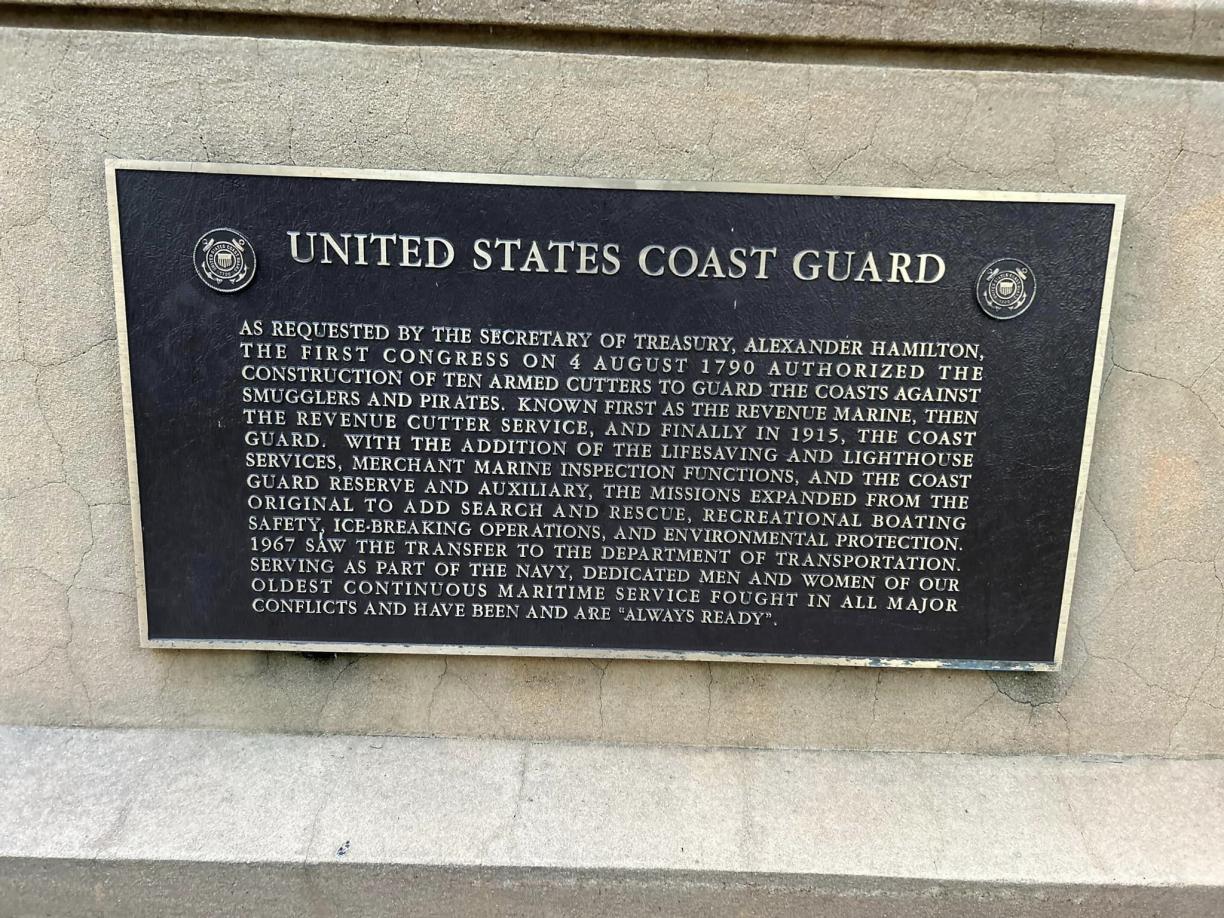 UNITED STATES COAST GUARD
AS REQUESTED BY THE SECRETARY OF TREASURY, ALEXANDER HAMILTON,
THE FIRST CONGRESS ON 4 AUGUST 1790 AUTHORIZED THE
CONSTRUCTION OF TEN ARMED CUTTERS TO GUARD THE COASTS AGAINST
SMUGGLERS AND PIRATES. KNOWN FIRST AS THE REVENUE MARINE, THEN
THE REVENUE CUTTER SERVICE, AND FINALLY IN 1915, THE COAST
GUARD. WITH THE ADDITION OF THE LIFESAVING AND LIGHTHOUSE
SERVICES, MERCHANT MARINE INSPECTION FUNCTIONS, AND THE COAST
GUARD RESERVE AND AUXILIARY, THE MISSIONS EXPANDED FROM THE
ORIGINAL TO ADD SEARCH AND RESCUE, RECREATIONAL BOATING
SAFETY, ICE-BREAKING OPERATIONS, AND ENVIRONMENTAL PROTECTION.
1967 SAW THE TRANSFER TO THE DEPARTMENT OF TRANSPORTATION.
SERVING AS PART OF THE NAVY, DEDICATED MEN AND WOMEN OF OUR
OLDEST CONTINUOUS MARITIME SERVICE FOUGHT IN ALL MAJOR
CONFLICTS AND HAVE BEEN AND ARE “ALWAYS READY”.